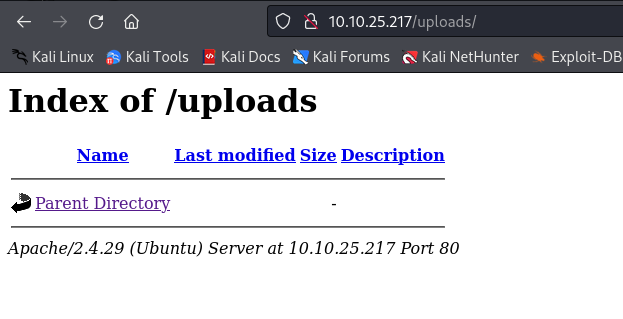 10.10.25.217/uploads/
Kali Linux Kali Tools Kali Docs Kali Forums Kali NetHunter Exploit-DB
Index of /uploads
Name Last modified Size Description
Parent Directory -
Apache/2.4.29 (Ubuntu) Server at 10.10.25.217 Port 80